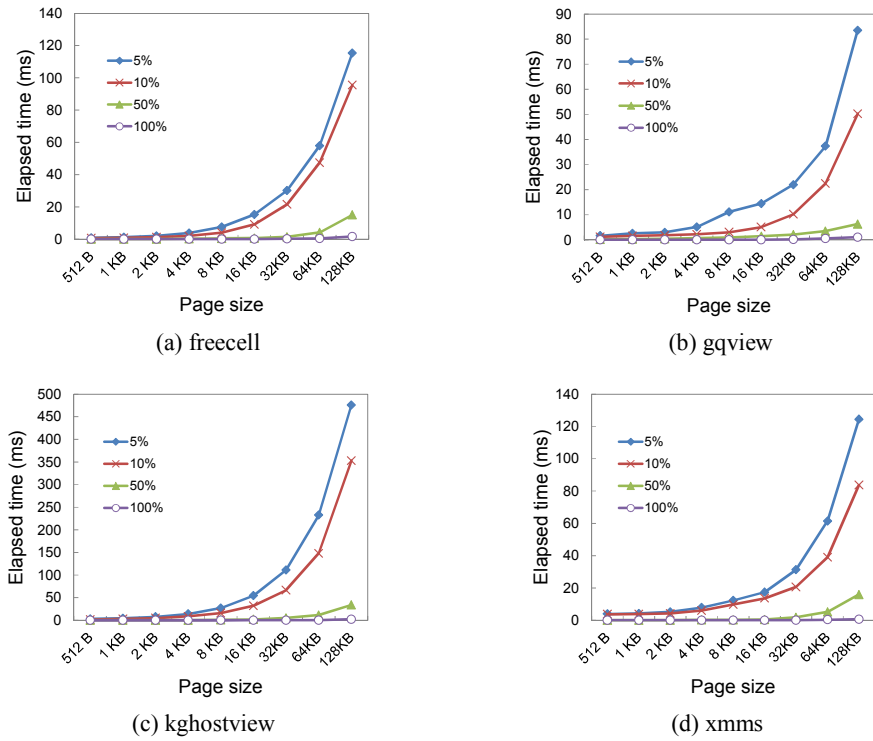 140
120
100
80
60
40
20
0
Elapsed time (ms)
5%
10%
50%
100%
512 B
1 KB
2 KB
4 KB
8 KB
16 KB
32KB
64KB
128KB
Page size
(a) freecell
90
80
70
60
50
40
30
20
10
0
Elapsed time (ms)
5%
10%
50%
100%
512 B
1 KB
2 KB
4 KB
8 KB
16 KB
32KB
64KB
128KB
Page size
(b) gqview
500
450
400
350
300
250
200
150
100
50
0
Elapsed time (ms)
5%
10%
50%
100%
512 B
1 KB
2 KB
4 KB
8 KB
16 KB
32KB
64KB
128KB
Page size
(c) kghostview
140
120
100
80
60
40
20
0
Elapsed time (ms)
5%
10%
50%
100%
512 B
1 KB
2 KB
4 KB
8 KB
16 KB
32KB
64KB
128KB
Page size
(d) xmms